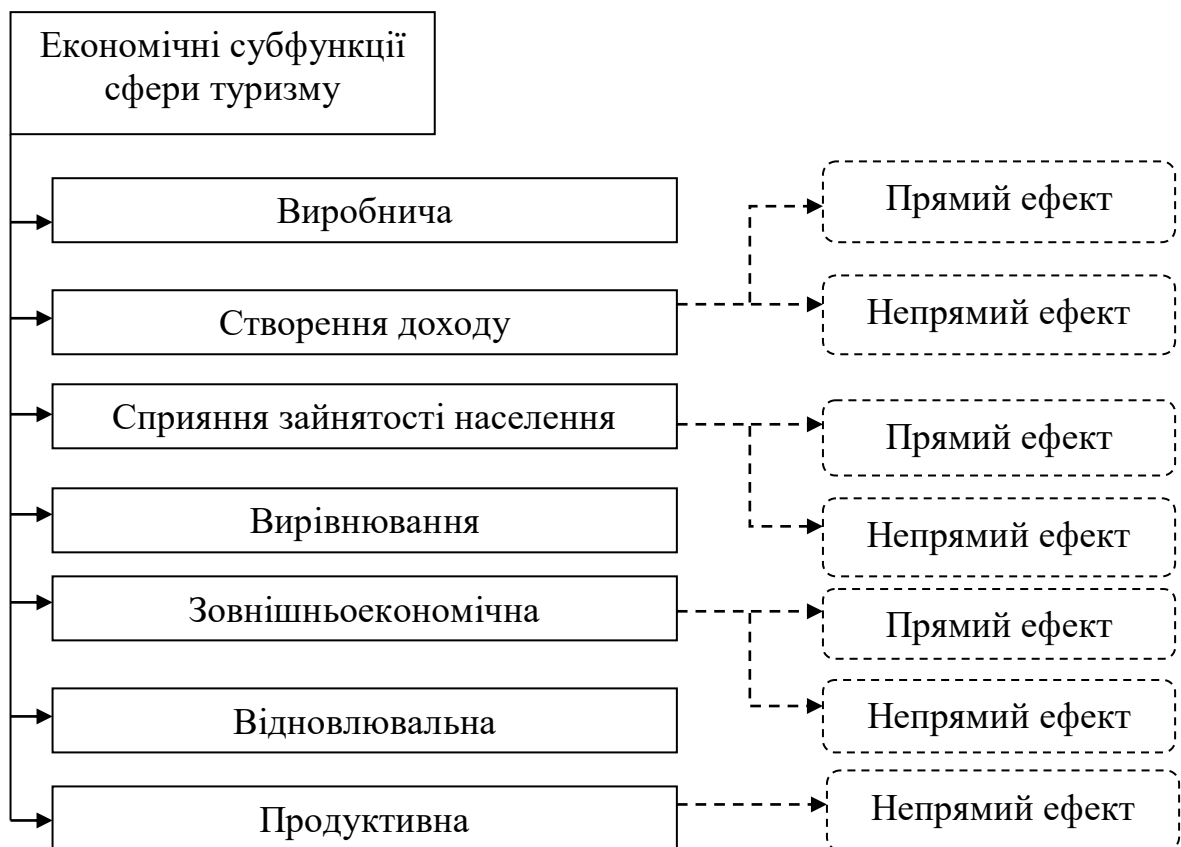 Економічні субфункції
сфери туризму
Виробнича
Прямий ефект
Створення доходу
Непрямий ефект
Сприяння зайнятості населення
Прямий ефект
Вирівнювання
Непрямий ефект
Зовнішньоекономічна
Прямий ефект
Відновлювальна
Непрямий ефект
Продуктивна
Непрямий ефект